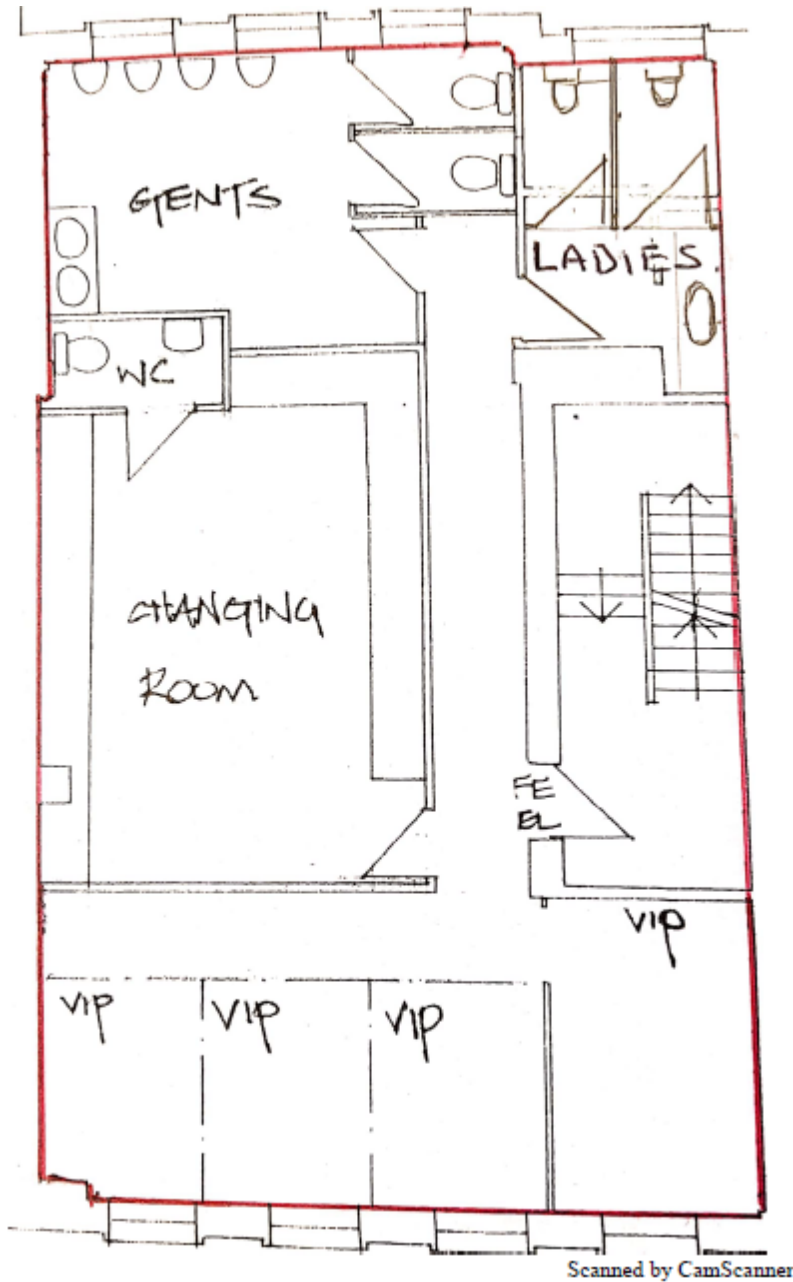 GENTS
LADIES.
WC
CHANGING
ROOM
FE
EL
VIP
VIP
VIP
VIP
Scanned by CamScanner